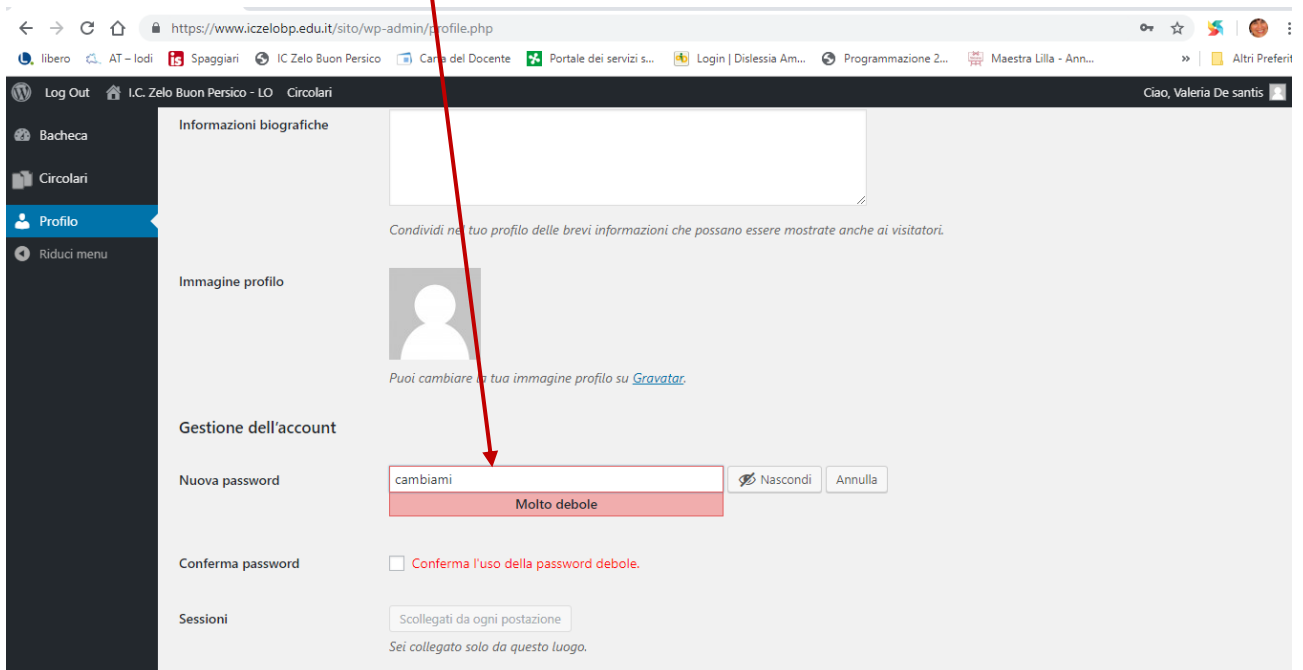 https://www.iczelobp.edu.it/sito/wp-admin/profile.php
libero AT – lodi Spaggiari IC Zelo Buon Persico Carta del Docente Portale dei servizi s... Login | Dislessia Am... Programmazione 2... Maestra Lilla - Ann... » Altri Preferit
Log Out I.C. Zelo Buon Persico - LO Circolari Ciao, Valeria De santis
Bacheca
Circolari
Profilo
Riduci menu
Informazioni biografiche
Condividi nel tuo profilo delle brevi informazioni che possano essere mostrate anche ai visitatori.
Immagine profilo
Puoi cambiare la tua immagine profilo su Gravatar.
Gestione dell'account
Nuova password cambiami Nascondi Annulla
Molto debole
Conferma password Conferma l'uso della password debole.
Sessioni Scollegati da ogni postazione
Sei collegato solo da questo luogo.